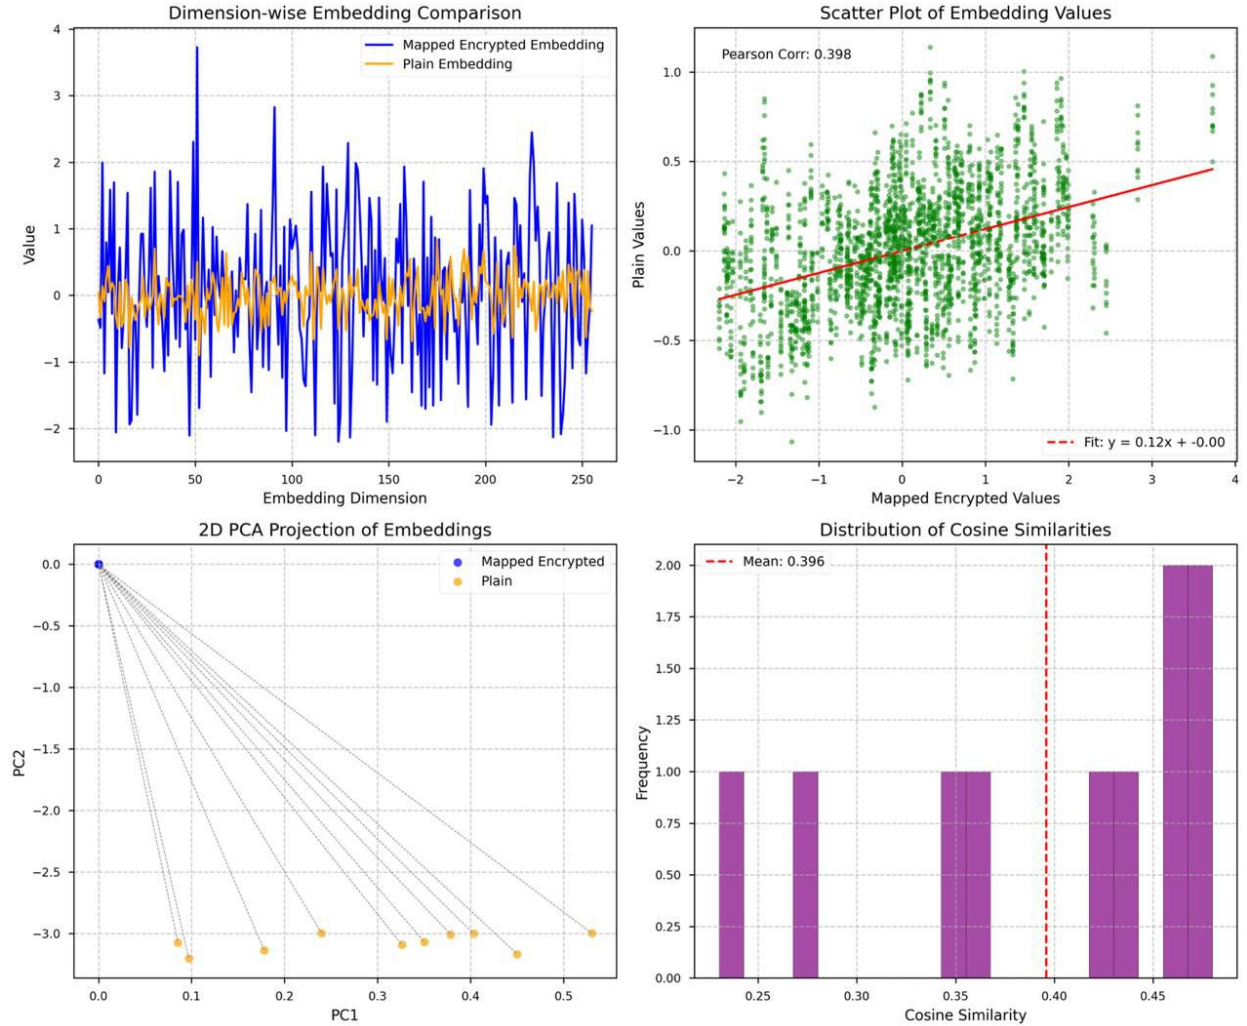 Dimension-wise Embedding Comparison
Mapped Encrypted Embedding
Plain Embedding
Value
4
3
2
1
0
−1
−2
0 50 100 150 200 250
Embedding Dimension
Scatter Plot of Embedding Values
Pearson Corr: 0.398
Plain Values
1.0
0.5
0.0
−0.5
−1.0
Fit: y = 0.12x + -0.00
−2 −1 0 1 2 3 4
Mapped Encrypted Values
2D PCA Projection of Embeddings
Mapped Encrypted
Plain
PC2
0.0
−0.5
−1.0
−1.5
−2.0
−2.5
−3.0
0.0 0.1 0.2 0.3 0.4 0.5
PC1
Distribution of Cosine Similarities
Mean: 0.396
Frequency
2.00
1.75
1.50
1.25
1.00
0.75
0.50
0.25
0.00
0.25 0.30 0.35 0.40 0.45
Cosine Similarity